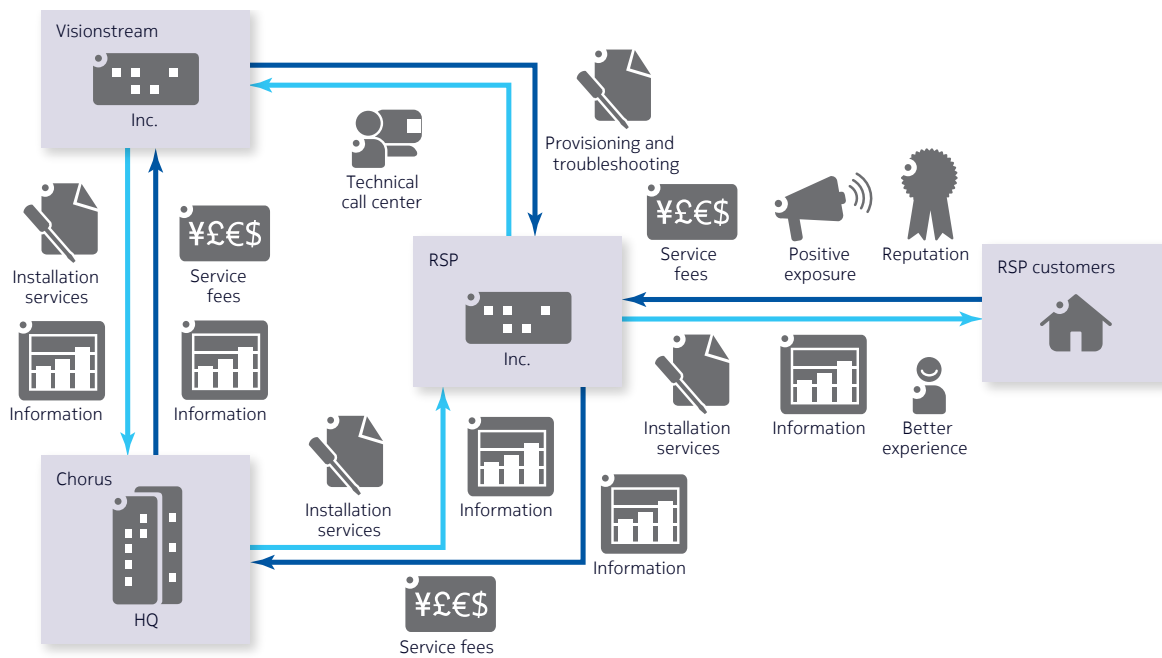 Visionstream
Inc.
Provisioning and
troubleshooting
Technical
call center
Installation
services
¥£€$
Service
fees
Information
Information
RSP
Inc.
¥£€$
Service
fees
Positive
exposure
Reputation
RSP customers
Installation
services
Information
Better
experience
Chorus
HQ
Installation
services
Information
Information
¥£€$
Service fees